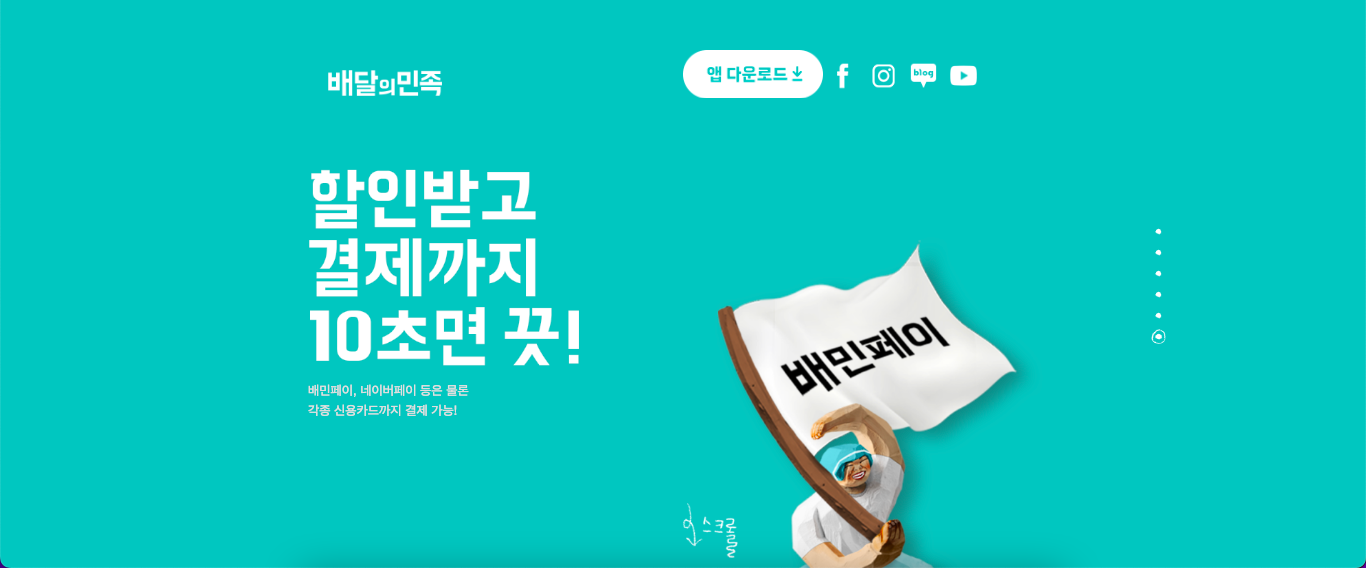 배달의민족
앱 다운로드
blog
할인받고
결제까지
10초면 끗!
배민페이, 네이버페이 등은 물론
각종 신용카드까지 결제 가능!
배민페이
스크롤